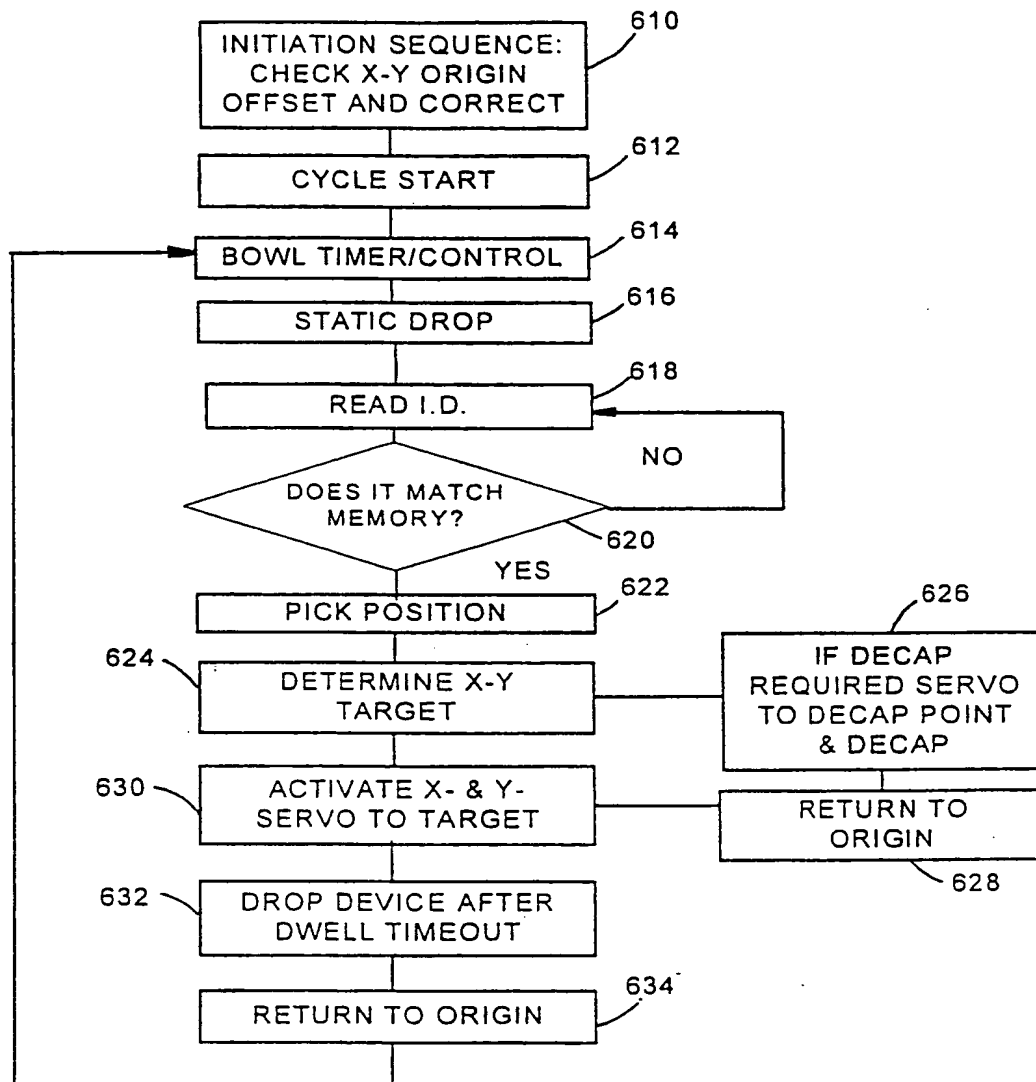 610
INITIATION SEQUENCE:
CHECK X-Y ORIGIN
OFFSET AND CORRECT
612
CYCLE START
614
BOWL TIMER/CONTROL
616
STATIC DROP
618
READ I.D.
NO
DOES IT MATCH
MEMORY?
620
YES
622
PICK POSITION
624
DETERMINE X-Y
TARGET
626
IF DECAP
REQUIRED SERVO
TO DECAP POINT
& DECAP
630
ACTIVATE X- & Y-
SERVO TO TARGET
RETURN TO
ORIGIN
628
632
DROP DEVICE AFTER
DWELL TIMEOUT
634
RETURN TO ORIGIN